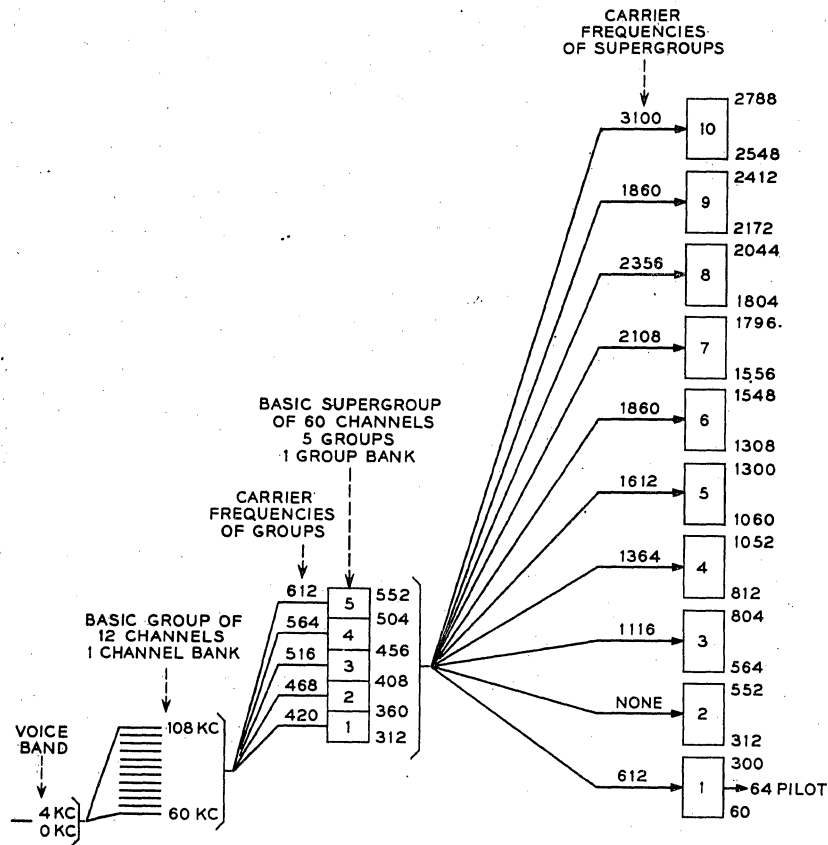 CARRIER
FREQUENCIES
OF SUPERGROUPS
3100
10
2788
2548
1860
9
2412
2172
2356
8
2044
1804
2108
7
1796.
1556
1860
6
1548
1308
1612
5
1300
1060
1364
4
1052
812
1116
3
804
564
NONE
2
552
312
612
1
300
60
64 PILOT
BASIC SUPERGROUP
OF 60 CHANNELS
5 GROUPS
1 GROUP BANK
CARRIER
FREQUENCIES
OF GROUPS
612
5
552
564
4
504
516
3
456
468
2
408
420
1
360
312
BASIC GROUP OF
12 CHANNELS
1 CHANNEL BANK
108 KC
60 KC
VOICE
BAND
4 KC
0 KC